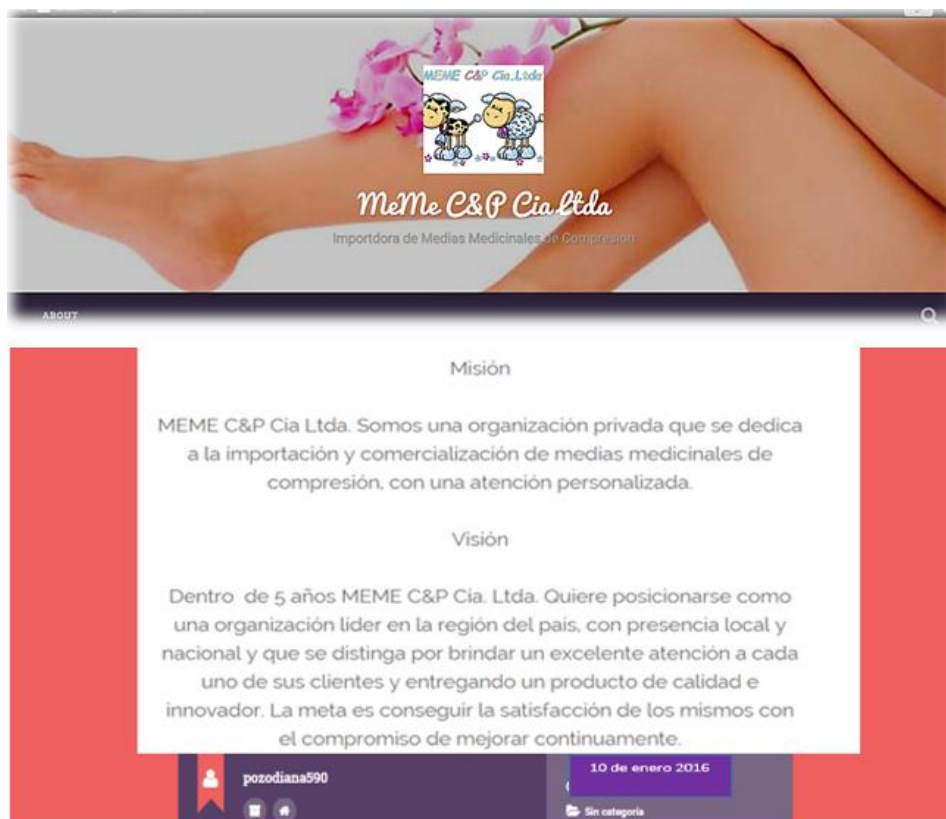 MEME C&P Cia.Ltda
MeMe C&P Cia Ltda
Importdora de Medias Medicinales de Compresión
ABOUT
Misión
MEME C&P Cia Ltda. Somos una organización privada que se dedica
a la importación y comercialización de medias medicinales de
compresión, con una atención personalizada.
Visión
Dentro de 5 años MEME C&P Cia. Ltda. Quiere posicionarse como
una organización líder en la región del país, con presencia local y
nacional y que se distinga por brindar un excelente atención a cada
uno de sus clientes y entregando un producto de calidad e
innovador. La meta es conseguir la satisfacción de los mismos con
el compromiso de mejorar continuamente.
pozodiana590
10 de enero 2016
Sin categoría